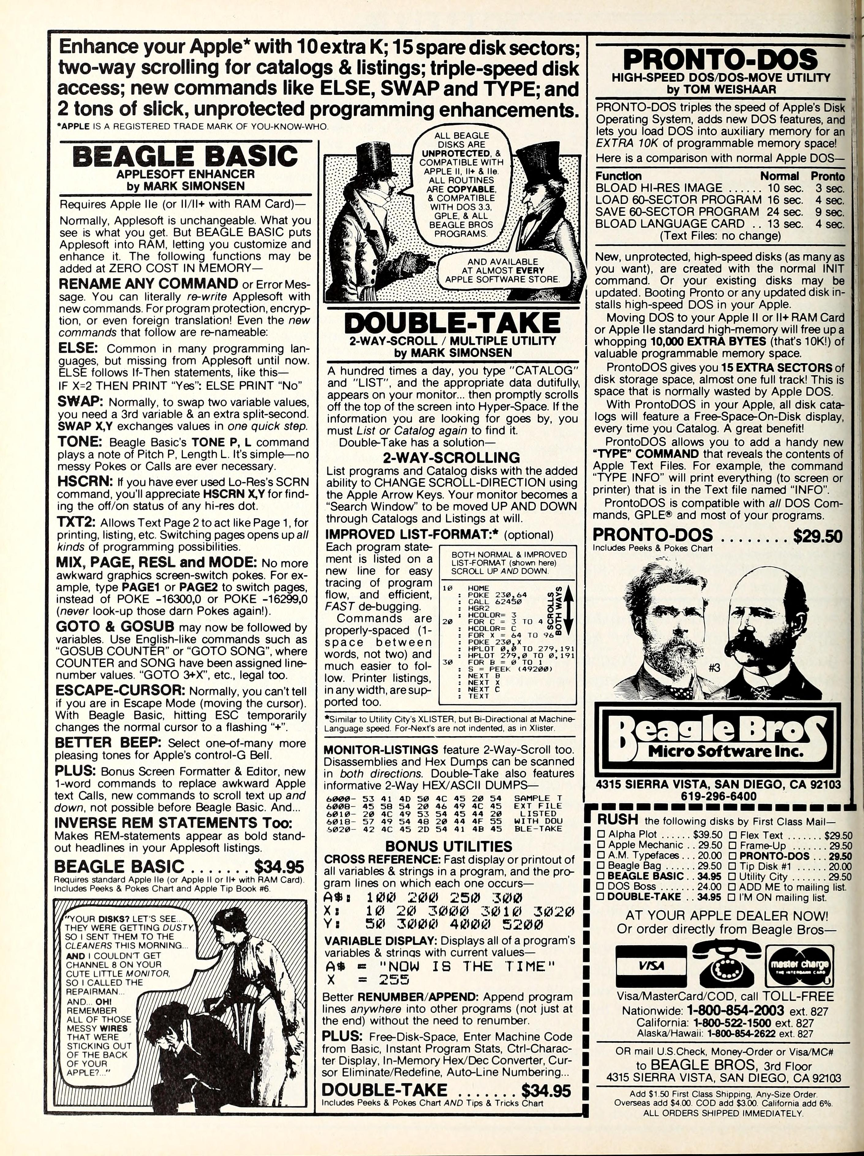 Enhance your Apple* with 10 extra K; 15 spare disk sectors;
two-way scrolling for catalogs & listings; triple-speed disk
access; new commands like ELSE, SWAP and TYPE; and
2 tons of slick, unprotected programming enhancements.
*APPLE IS A REGISTERED TRADE MARK OF YOU-KNOW-WHO.
BEAGLE BASIC
APPLESOFT ENHANCER
by MARK SIMONSEN
Requires Apple IIe (or II/II+ with RAM Card)—
Normally, Applesoft is unchangeable. What you
see is what you get. But BEAGLE BASIC puts
Applesoft into RAM, letting you customize and
enhance it. The following functions may be
added at ZERO COST IN MEMORY—
RENAME ANY COMMAND or Error Mes-
sage. You can literally re-write Applesoft with
new commands. For program protection, encryp-
tion, or even foreign translation! Even the new
commands that follow are re-nameable:
ELSE: Common in many programming lan-
guages, but missing from Applesoft until now.
ELSE follows If-Then statements, like this—
IF X=2 THEN PRINT "Yes": ELSE PRINT "No"
SWAP: Normally, to swap two variable values,
you need a 3rd variable & an extra split-second.
SWAP X,Y exchanges values in one quick step.
TONE: Beagle Basic's TONE P, L command
plays a note of Pitch P, Length L. It's simple—no
messy Pokes or Calls are ever necessary.
HSCRN: If you have ever used Lo-Res's SCRN
command, you'll appreciate HSCRN X,Y for find-
ing the off/on status of any hi-res dot.
TXT2: Allows Text Page 2 to act like Page 1, for
printing, listing, etc. Switching pages opens up all
kinds of programming possibilities.
MIX, PAGE, RESL and MODE: No more
awkward graphics screen-switch pokes. For ex-
ample, type PAGE1 or PAGE2 to switch pages,
instead of POKE -16300,0 or POKE -16299,0
(never look-up those darn Pokes again!).
GOTO & GOSUB may now be followed by
variables. Use English-like commands such as
"GOSUB COUNTER" or "GOTO SONG", where
COUNTER and SONG have been assigned line-
number values. "GOTO 3+X", etc., legal too.
ESCAPE-CURSOR: Normally, you can't tell
if you are in Escape Mode (moving the cursor).
With Beagle Basic, hitting ESC temporarily
changes the normal cursor to a flashing "+".
BETTER BEEP: Select one-of-many more
pleasing tones for Apple's control-G Bell.
PLUS: Bonus Screen Formatter & Editor, new
1-word commands to replace awkward Apple
text Calls, new commands to scroll text up and
down, not possible before Beagle Basic. And...
INVERSE REM STATEMENTS Too:
Makes REM-statements appear as bold stand-
out headlines in your Applesoft listings.
BEAGLE BASIC ....... $34.95
Requires standard Apple IIe (or Apple II or II+ with RAM Card).
Includes Peeks & Pokes Chart and Apple Tip Book #6.
"YOUR DISKS? LET'S SEE...
THEY WERE GETTING DUSTY,
SO I SENT THEM TO THE
CLEANERS THIS MORNING...
AND I COULDN'T GET
CHANNEL 8 ON YOUR
CUTE LITTLE MONITOR,
SO I CALLED THE
REPAIRMAN...
AND... OH!
REMEMBER
ALL OF THOSE
MESSY WIRES
THAT WERE
STICKING OUT
OF THE BACK
OF YOUR
APPLE?..."
ALL BEAGLE
DISKS ARE
UNPROTECTED, &
COMPATIBLE WITH
APPLE II, II+ & IIe.
ALL ROUTINES
ARE COPYABLE,
& COMPATIBLE
WITH DOS 3.3,
GPLE, & ALL
BEAGLE BROS
PROGRAMS.
AND AVAILABLE
AT ALMOST EVERY
APPLE SOFTWARE STORE.
DOUBLE-TAKE
2-WAY-SCROLL / MULTIPLE UTILITY
by MARK SIMONSEN
A hundred times a day, you type "CATALOG"
and "LIST", and the appropriate data dutifully
appears on your monitor... then promptly scrolls
off the top of the screen into Hyper-Space. If the
information you are looking for goes by, you
must List or Catalog again to find it.
Double-Take has a solution—
2-WAY-SCROLLING
List programs and Catalog disks with the added
ability to CHANGE SCROLL-DIRECTION using
the Apple Arrow Keys. Your monitor becomes a
"Search Window" to be moved UP AND DOWN
through Catalogs and Listings at will.
IMPROVED LIST-FORMAT:* (optional)
Each program state-
ment is listed on a
new line for easy
tracing of program
flow, and efficient,
FAST de-bugging.
Commands are
properly-spaced (1-
space between
words, not two) and
much easier to fol-
low. Printer listings,
in any width, are sup-
ported too.
BOTH NORMAL & IMPROVED
LIST-FORMAT (shown here)
SCROLL UP AND DOWN.
10 HOME
: POKE 230,64
: CALL 62450
: HGR2
: HCOLOR= 3
20 FOR C = 3 TO 4
: HCOLOR= C
: FOR X = 64 TO 96
: POKE 230,X
: HPLOT 0,0 TO 279,191
: HPLOT 279,0 TO 0,191
30 FOR B = 0 TO 1
: S = PEEK (49200)
: NEXT B
: NEXT X
: NEXT C
: TEXT
SCROLLS
BOTH WAYS
*Similar to Utility City's XLISTER, but Bi-Directional at Machine-
Language speed. For-Next's are not indented, as in Xlister.
MONITOR-LISTINGS feature 2-Way-Scroll too.
Disassemblies and Hex Dumps can be scanned
in both directions. Double-Take also features
informative 2-Way HEX/ASCII DUMPS—
6000- 53 41 4D 50 4C 45 20 54 SAMPLE T
6008- 45 58 54 20 46 49 4C 45 EXT FILE
6010- 20 4C 49 53 54 45 44 20 LISTED
6018- 57 49 54 48 20 44 4F 55 WITH DOU
6020- 42 4C 45 2D 54 41 4B 45 BLE-TAKE
BONUS UTILITIES
CROSS REFERENCE: Fast display or printout of
all variables & strings in a program, and the pro-
gram lines on which each one occurs—
A$: 100 200 250 300
X: 10 20 3000 3010 3020
Y: 50 3000 4000 5200
VARIABLE DISPLAY: Displays all of a program's
variables & strings with current values—
A$ = "NOW IS THE TIME"
X = 255
Better RENUMBER/APPEND: Append program
lines anywhere into other programs (not just at
the end) without the need to renumber.
PLUS: Free-Disk-Space, Enter Machine Code
from Basic, Instant Program Stats, Ctrl-Charac-
ter Display, In-Memory Hex/Dec Converter, Cur-
sor Eliminate/Redefine, Auto-Line Numbering...
DOUBLE-TAKE ....... $34.95
Includes Peeks & Pokes Chart AND Tips & Tricks Chart
PRONTO-DOS
HIGH-SPEED DOS/DOS-MOVE UTILITY
by TOM WEISHAAR
PRONTO-DOS triples the speed of Apple's Disk
Operating System, adds new DOS features, and
lets you load DOS into auxiliary memory for an
EXTRA 10K of programmable memory space!
Here is a comparison with normal Apple DOS—
Function Normal Pronto
BLOAD HI-RES IMAGE ...... 10 sec. 3 sec.
LOAD 60-SECTOR PROGRAM 16 sec. 4 sec.
SAVE 60-SECTOR PROGRAM 24 sec. 9 sec.
BLOAD LANGUAGE CARD .. 13 sec. 4 sec.
(Text Files: no change)
New, unprotected, high-speed disks (as many as
you want), are created with the normal INIT
command. Or your existing disks may be
updated. Booting Pronto or any updated disk in-
stalls high-speed DOS in your Apple.
Moving DOS to your Apple II or II+ RAM Card
or Apple IIe standard high-memory will free up a
whopping 10,000 EXTRA BYTES (that's 10K!) of
valuable programmable memory space.
ProntoDOS gives you 15 EXTRA SECTORS of
disk storage space, almost one full track! This is
space that is normally wasted by Apple DOS.
With ProntoDOS in your Apple, all disk cata-
logs will feature a Free-Space-On-Disk display,
every time you Catalog. A great benefit!
ProntoDOS allows you to add a handy new
"TYPE" COMMAND that reveals the contents of
Apple Text Files. For example, the command
"TYPE INFO" will print everything (to screen or
printer) that is in the Text file named "INFO".
ProntoDOS is compatible with all DOS Com-
mands, GPLE® and most of your programs.
PRONTO-DOS ........ $29.50
Includes Peeks & Pokes Chart
#3
Beagle Bros
Micro Software Inc.
4315 SIERRA VISTA, SAN DIEGO, CA 92103
619-296-6400
RUSH the following disks by First Class Mail—
☐ Alpha Plot ...... $39.50 ☐ Flex Text ....... $29.50
☐ Apple Mechanic .. 29.50 ☐ Frame-Up ....... 29.50
☐ A.M. Typefaces ... 20.00 ☐ PRONTO-DOS ... 29.50
☐ Beagle Bag ...... 29.50 ☐ Tip Disk #1 ..... 20.00
☐ BEAGLE BASIC . 34.95 ☐ Utility City ...... 29.50
☐ DOS Boss ....... 24.00 ☐ ADD ME to mailing list.
☐ DOUBLE-TAKE .. 34.95 ☐ I'M ON mailing list.
AT YOUR APPLE DEALER NOW!
Or order directly from Beagle Bros—
VISA
master charge
THE INTERBANK CARD
Visa/MasterCard/COD, call TOLL-FREE
Nationwide: 1-800-854-2003 ext. 827
California: 1-800-522-1500 ext. 827
Alaska/Hawaii: 1-800-854-2622 ext. 827
OR mail U.S.Check, Money-Order or Visa/MC#
to BEAGLE BROS, 3rd Floor
4315 SIERRA VISTA, SAN DIEGO, CA 92103
Add $1.50 First Class Shipping, Any-Size Order.
Overseas add $4.00. COD add $3.00. California add 6%.
ALL ORDERS SHIPPED IMMEDIATELY.